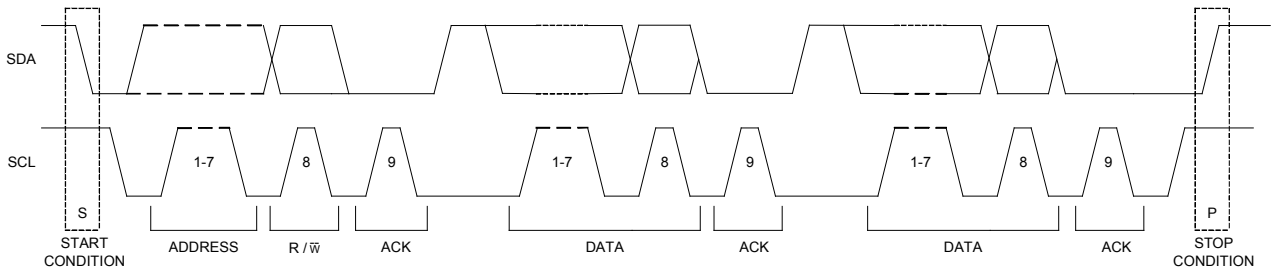 SDA
SCL
1-7
8
9
1-7
8
9
1-7
8
9
S
P
START
CONDITION
ADDRESS
R / W̅
ACK
DATA
ACK
DATA
ACK
STOP
CONDITION